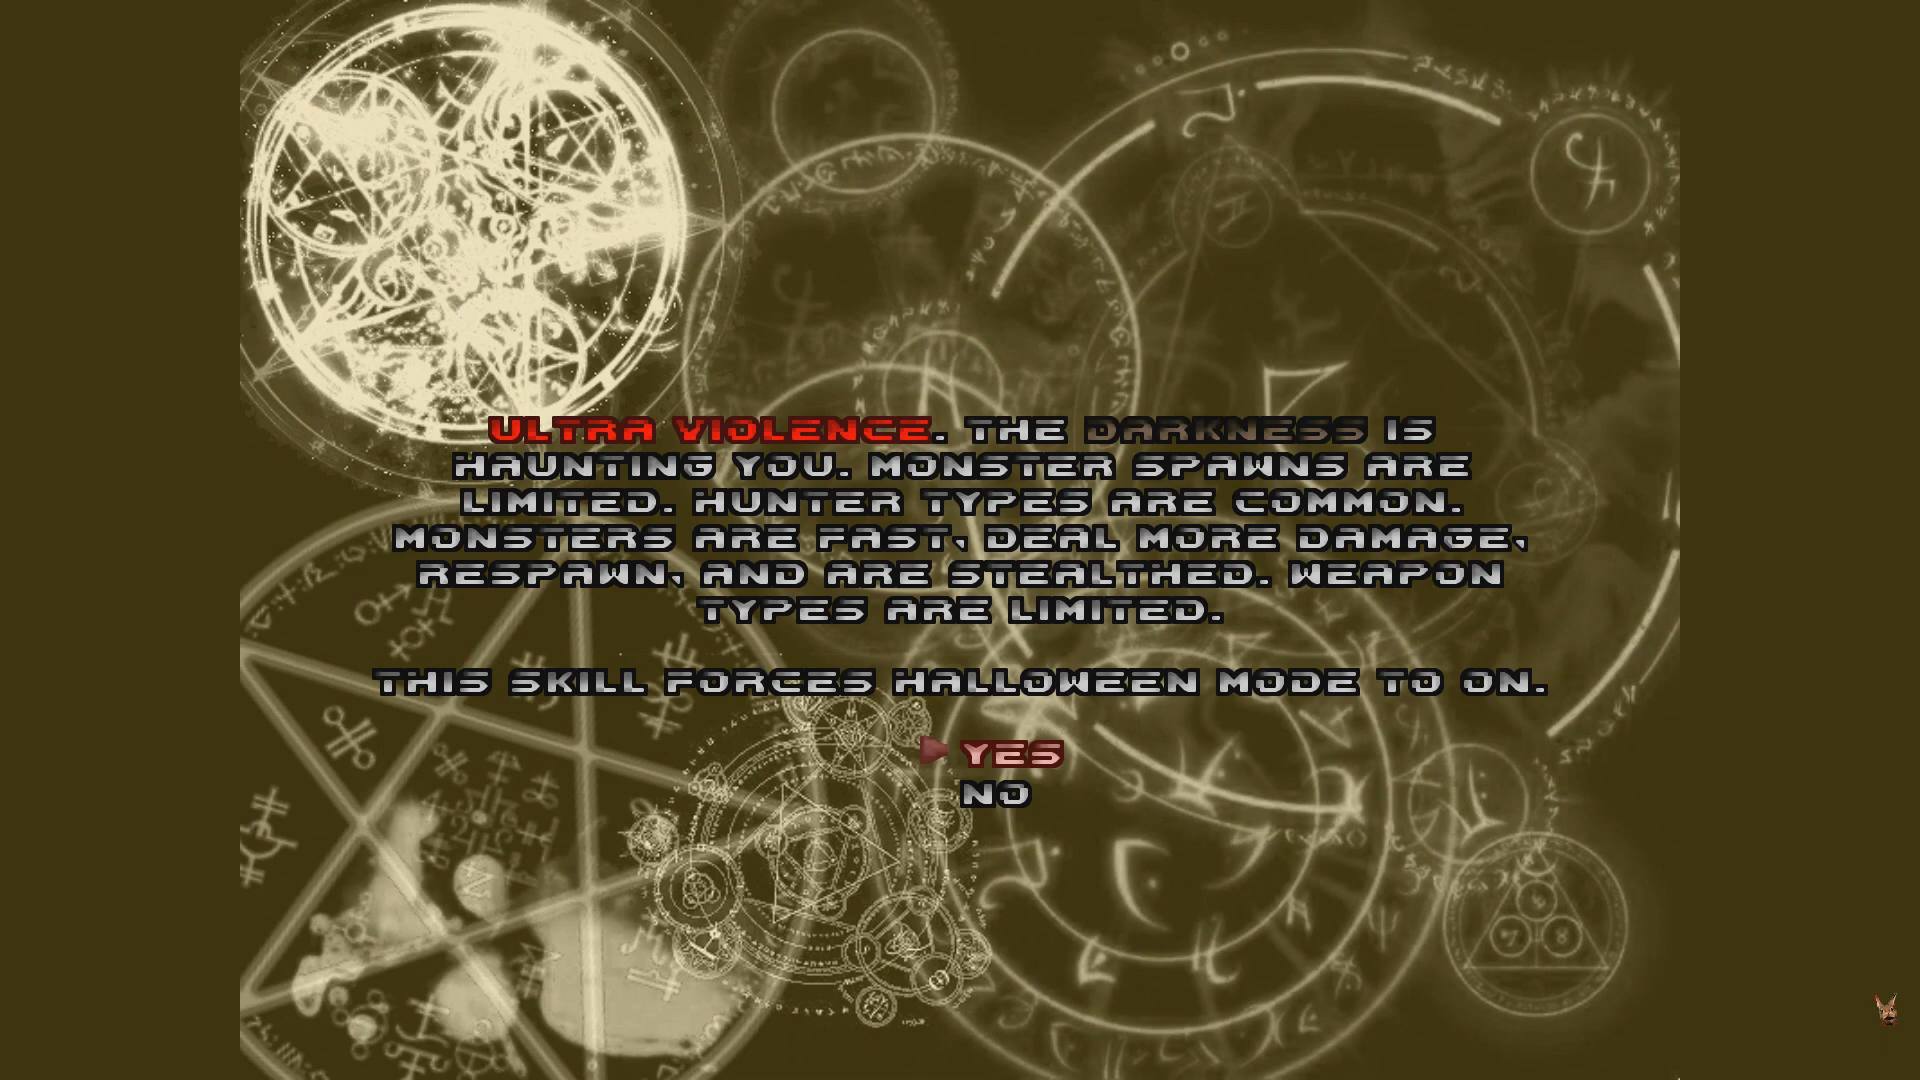 ULTRA VIOLENCE. THE DARKNESS IS
HAUNTING YOU. MONSTER SPAWNS ARE
LIMITED. HUNTER TYPES ARE COMMON.
MONSTERS ARE FAST, DEAL MORE DAMAGE,
RESPAWN, AND ARE STEALTHED. WEAPON
TYPES ARE LIMITED.
THIS SKILL FORCES HALLOWEEN MODE TO ON.
YES
NO